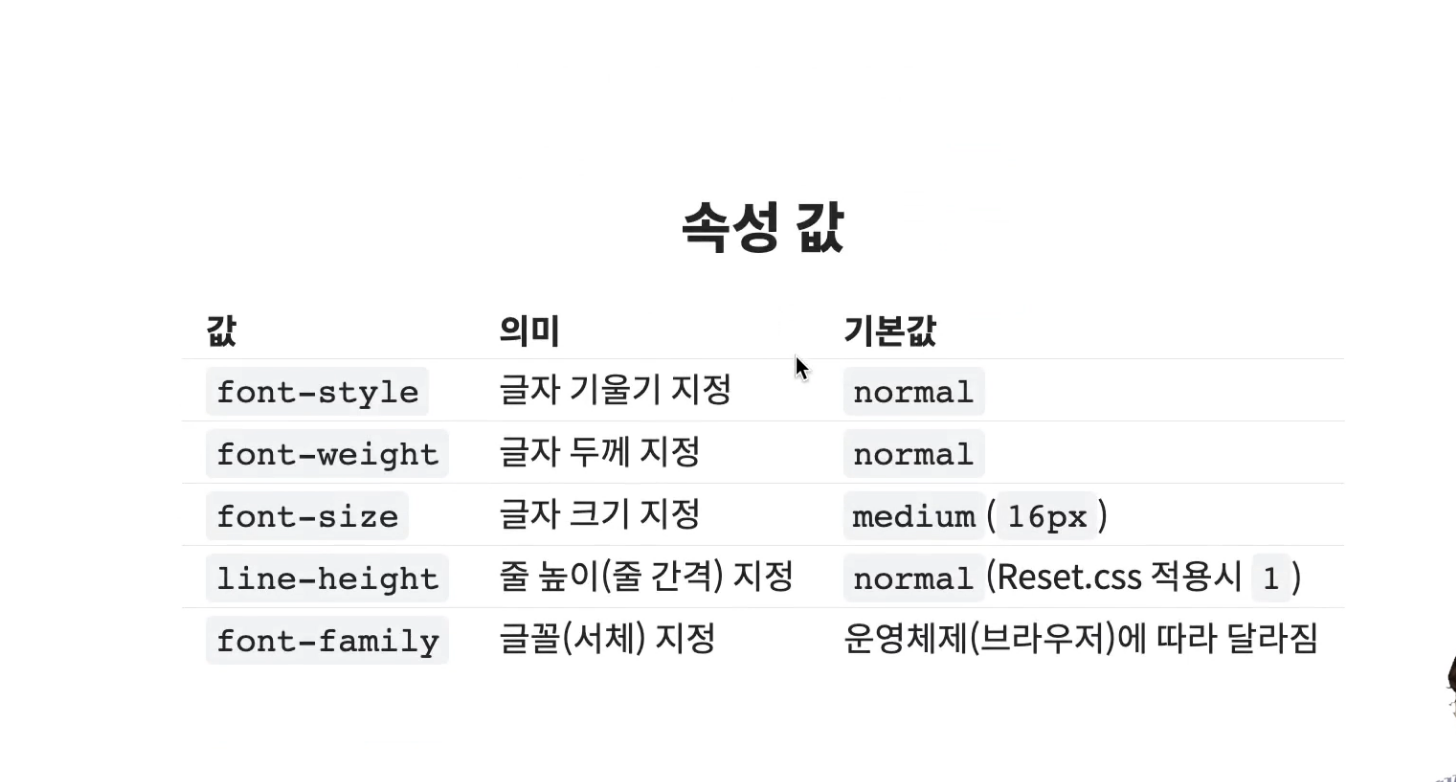 속성 값
값 의미 기본값
font-style 글자 기울기 지정 normal
font-weight 글자 두께 지정 normal
font-size 글자 크기 지정 medium(16px)
line-height 줄 높이(줄 간격) 지정 normal(Reset.css 적용시 1)
font-family 글꼴(서체) 지정 운영체제(브라우저)에 따라 달라짐